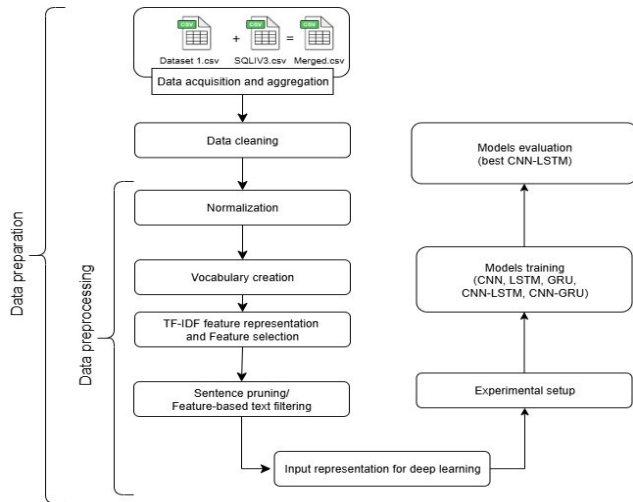 CSV CSV CSV
+ =
Dataset 1.csv SQLIV3.csv Merged.csv
Data acquisition and aggregation
Data cleaning
Normalization
Vocabulary creation
TF-IDF feature representation
and Feature selection
Sentence pruning/
Feature-based text filtering
Input representation for deep learning
Experimental setup
Models training
(CNN, LSTM, GRU,
CNN-LSTM, CNN-GRU)
Models evaluation
(best CNN-LSTM)
Data preparation
Data preprocessing